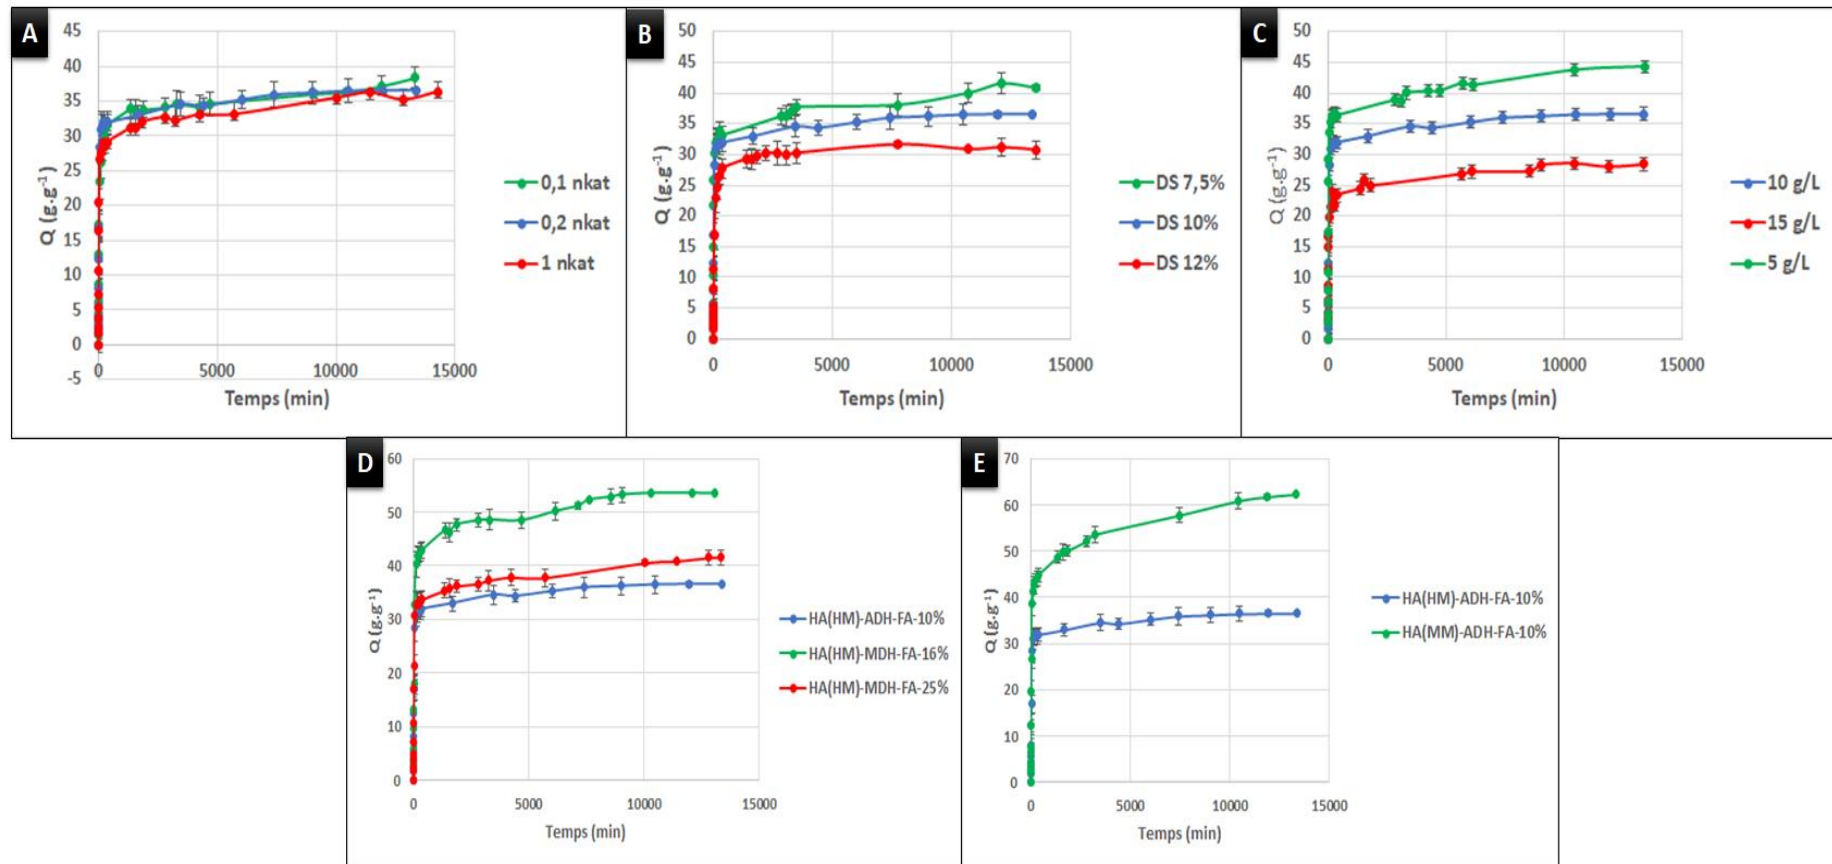 A
45
40
35
30
25
20
15
10
5
0
-5
Q (g.g⁻¹)
0 5000 10000 15000
Temps (min)
0,1 nkat
0,2 nkat
1 nkat
B
50
45
40
35
30
25
20
15
10
5
0
Q (g.g⁻¹)
0 5000 10000 15000
Temps (min)
DS 7,5%
DS 10%
DS 12%
C
50
45
40
35
30
25
20
15
10
5
0
Q (g.g⁻¹)
0 5000 10000 15000
Temps (min)
10 g/L
15 g/L
5 g/L
D
60
50
40
30
20
10
0
Q (g.g⁻¹)
0 5000 10000 15000
Temps (min)
HA(HM)-ADH-FA-10%
HA(HM)-MDH-FA-16%
HA(HM)-MDH-FA-25%
E
70
60
50
40
30
20
10
0
Q (g.g⁻¹)
0 5000 10000 15000
Temps (min)
HA(HM)-ADH-FA-10%
HA(MM)-ADH-FA-10%